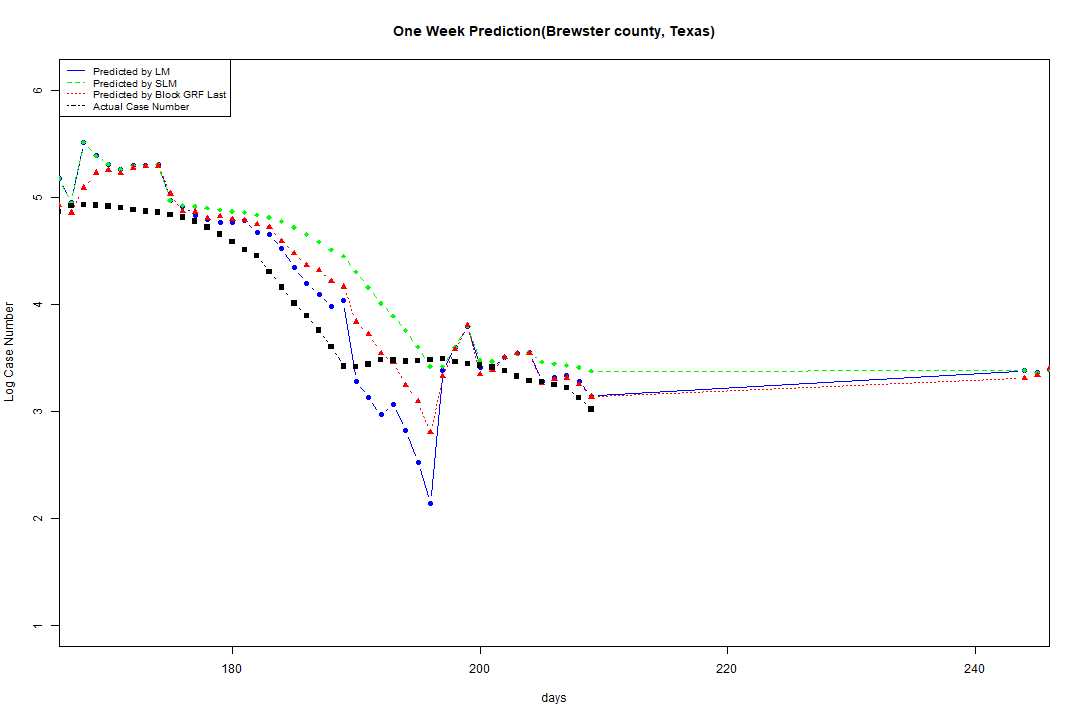 One Week Prediction(Brewster county, Texas)
Predicted by LM
Predicted by SLM
Predicted by Block GRF Last
Actual Case Number
6
5
4
3
2
1
Log Case Number
180 200 220 240
days